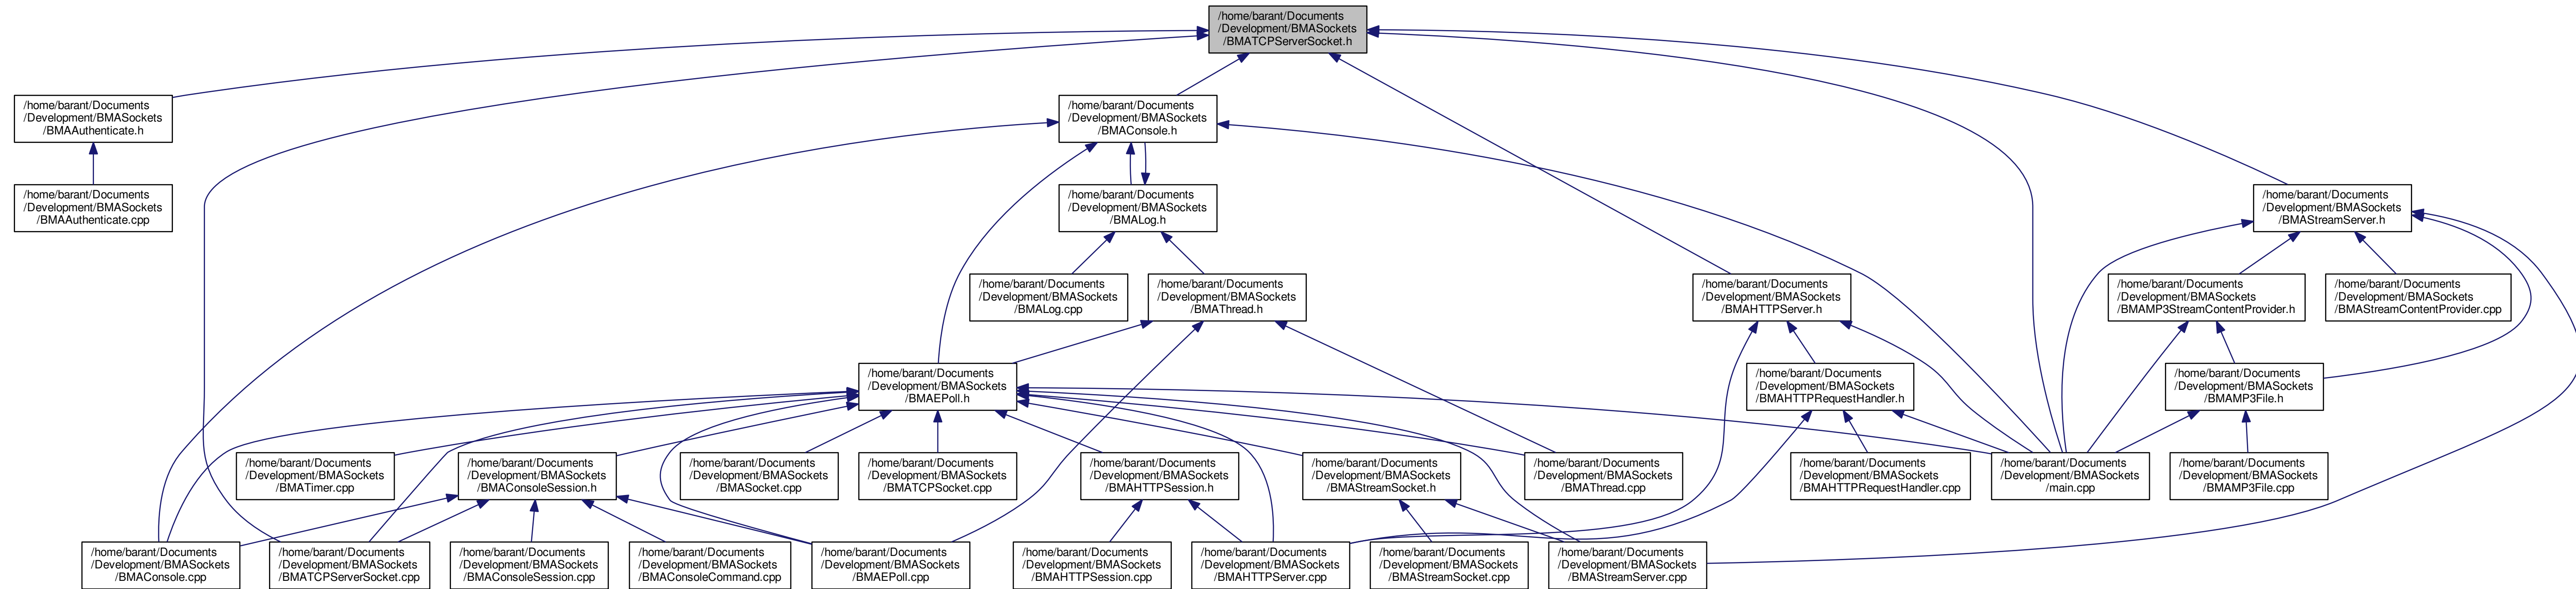 /home/barant/Documents
/Development/BMASockets
/BMATCPServerSocket.h
/home/barant/Documents
/Development/BMASockets
/BMAAuthenticate.h
/home/barant/Documents
/Development/BMASockets
/BMAConsole.h
/home/barant/Documents
/Development/BMASockets
/BMAAuthenticate.cpp
/home/barant/Documents
/Development/BMASockets
/BMALog.h
/home/barant/Documents
/Development/BMASockets
/BMAStreamServer.h
/home/barant/Documents
/Development/BMASockets
/BMALog.cpp
/home/barant/Documents
/Development/BMASockets
/BMAThread.h
/home/barant/Documents
/Development/BMASockets
/BMAHTTPServer.h
/home/barant/Documents
/Development/BMASockets
/BMAMP3StreamContentProvider.h
/home/barant/Documents
/Development/BMASockets
/BMAStreamContentProvider.cpp
/home/barant/Documents
/Development/BMASockets
/BMAEPoll.h
/home/barant/Documents
/Development/BMASockets
/BMAHTTPRequestHandler.h
/home/barant/Documents
/Development/BMASockets
/BMAMP3File.h
/home/barant/Documents
/Development/BMASockets
/BMATimer.cpp
/home/barant/Documents
/Development/BMASockets
/BMAConsoleSession.h
/home/barant/Documents
/Development/BMASockets
/BMASocket.cpp
/home/barant/Documents
/Development/BMASockets
/BMATCPSocket.cpp
/home/barant/Documents
/Development/BMASockets
/BMAHTTPSession.h
/home/barant/Documents
/Development/BMASockets
/BMAStreamSocket.h
/home/barant/Documents
/Development/BMASockets
/BMAThread.cpp
/home/barant/Documents
/Development/BMASockets
/BMAHTTPRequestHandler.cpp
/home/barant/Documents
/Development/BMASockets
/main.cpp
/home/barant/Documents
/Development/BMASockets
/BMAMP3File.cpp
/home/barant/Documents
/Development/BMASockets
/BMAConsole.cpp
/home/barant/Documents
/Development/BMASockets
/BMATCPServerSocket.cpp
/home/barant/Documents
/Development/BMASockets
/BMAConsoleSession.cpp
/home/barant/Documents
/Development/BMASockets
/BMAConsoleCommand.cpp
/home/barant/Documents
/Development/BMASockets
/BMAEPoll.cpp
/home/barant/Documents
/Development/BMASockets
/BMAHTTPSession.cpp
/home/barant/Documents
/Development/BMASockets
/BMAHTTPServer.cpp
/home/barant/Documents
/Development/BMASockets
/BMAStreamSocket.cpp
/home/barant/Documents
/Development/BMASockets
/BMAStreamServer.cpp